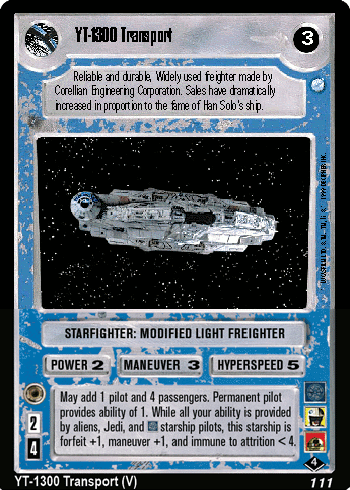 YT-1300 Transport
3
Reliable and durable, Widely used freighter made by
Corellian Engineering Corporation. Sales have dramatically
increased in proportion to the fame of Han Solo's ship.
STARFIGHTER: MODIFIED LIGHT FREIGHTER
POWER 2 MANEUVER 3 HYPERSPEED 5
May add 1 pilot and 4 passengers. Permanent pilot
provides ability of 1. While all your ability is provided
by aliens, Jedi, and starship pilots, this starship is
forfeit +1, maneuver +1, and immune to attrition < 4.
2
4
4
YT-1300 Transport (V) 111